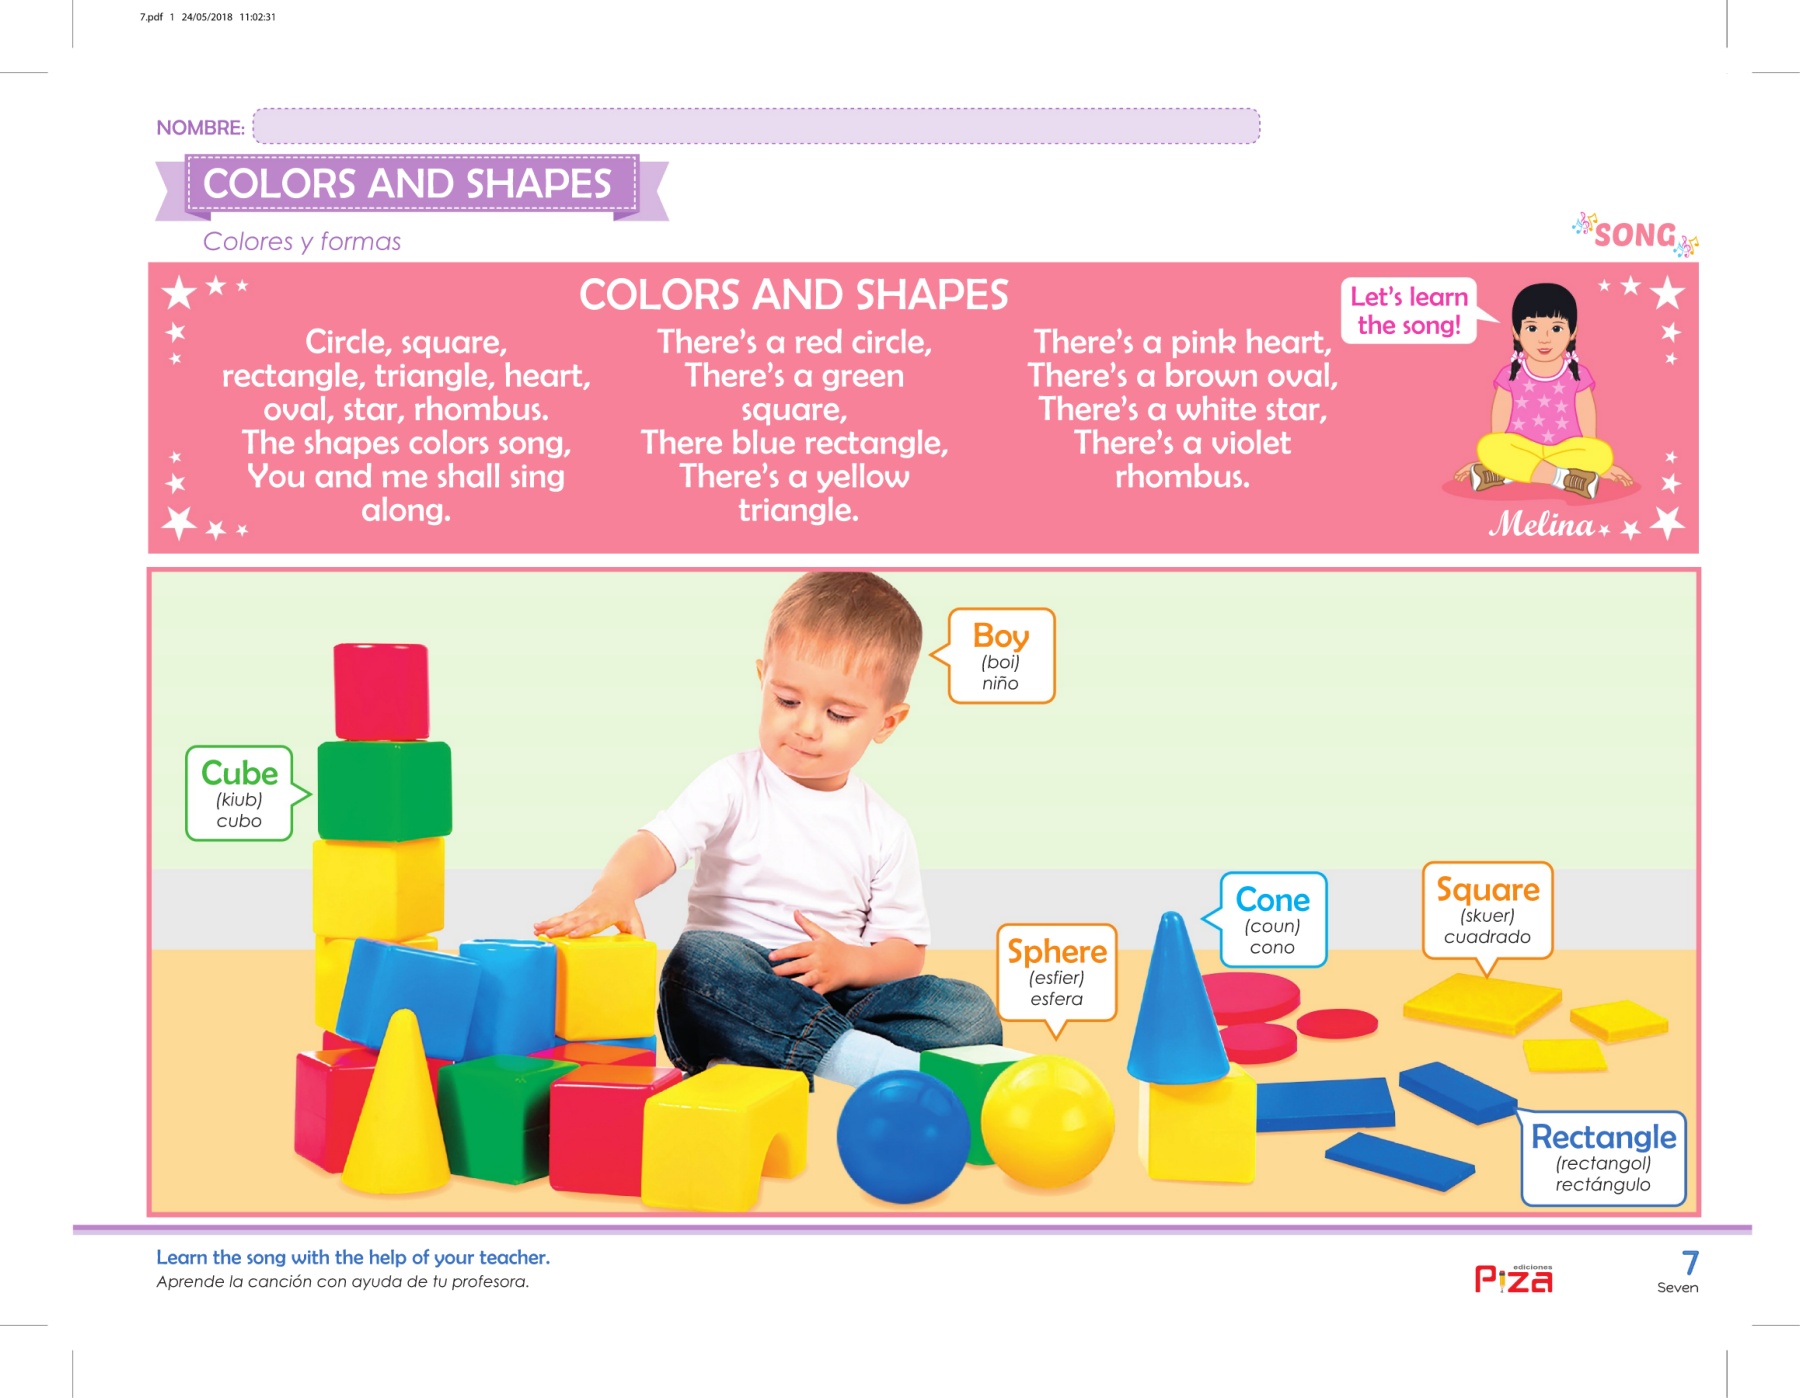 7.pdf 1 24/05/2018 11:02:31
NOMBRE:
COLORS AND SHAPES
Colores y formas
SONG
COLORS AND SHAPES
Circle, square,
rectangle, triangle, heart,
oval, star, rhombus.
The shapes colors song,
You and me shall sing
along.
There's a red circle,
There's a green
square,
There blue rectangle,
There's a yellow
triangle.
There's a pink heart,
There's a brown oval,
There's a white star,
There's a violet
rhombus.
Let's learn
the song!
Melina
Boy
(boi)
niño
Cube
(kiub)
cubo
Cone
(coun)
cono
Square
(skuer)
cuadrado
Sphere
(esfier)
esfera
Rectangle
(rectangol)
rectángulo
Learn the song with the help of your teacher.
Aprende la canción con ayuda de tu profesora.
ediciones
Piza
7
Seven